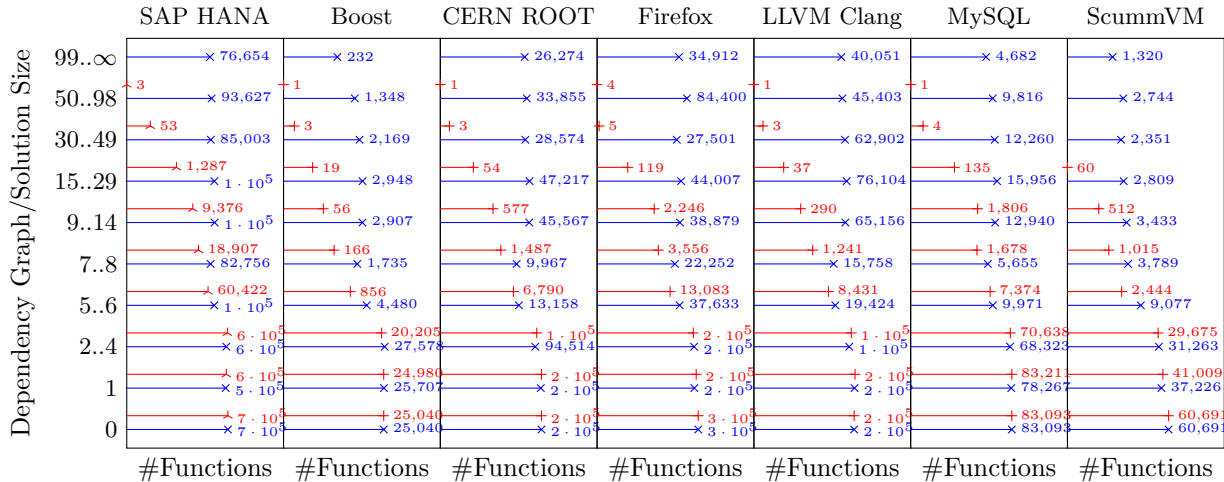 SAP HANA Boost CERN ROOT Firefox LLVM Clang MySQL ScummVM
Dependency Graph/Solution Size
99..∞ 76,654 232 26,274 34,912 40,051 4,682 1,320
3 1 1 4 1 1
50..98 93,627 1,348 33,855 84,400 45,403 9,816 2,744
53 3 3 5 3 4
30..49 85,003 2,169 28,574 27,501 62,902 12,260 2,351
1,287 19 54 119 37 135 60
15..29 1 · 10⁵ 2,948 47,217 44,007 76,104 15,956 2,809
9,376 56 577 2,246 290 1,806 512
9..14 1 · 10⁵ 2,907 45,567 38,879 65,156 12,940 3,433
18,907 166 1,487 3,556 1,241 1,678 1,015
7..8 82,756 1,735 9,967 22,252 15,758 5,655 3,789
60,422 856 6,790 13,083 8,431 7,374 2,444
5..6 1 · 10⁵ 4,480 13,158 37,633 19,424 9,971 9,077
6 · 10⁵ 20,205 1 · 10⁵ 2 · 10⁵ 1 · 10⁵ 70,638 29,675
2..4 6 · 10⁵ 27,578 94,514 2 · 10⁵ 1 · 10⁵ 68,323 31,263
6 · 10⁵ 24,980 2 · 10⁵ 2 · 10⁵ 2 · 10⁵ 83,211 41,009
1 5 · 10⁵ 25,707 2 · 10⁵ 2 · 10⁵ 2 · 10⁵ 78,267 37,226
7 · 10⁵ 25,040 2 · 10⁵ 3 · 10⁵ 2 · 10⁵ 83,093 60,691
0 7 · 10⁵ 25,040 2 · 10⁵ 3 · 10⁵ 2 · 10⁵ 83,093 60,691
#Functions #Functions #Functions #Functions #Functions #Functions #Functions